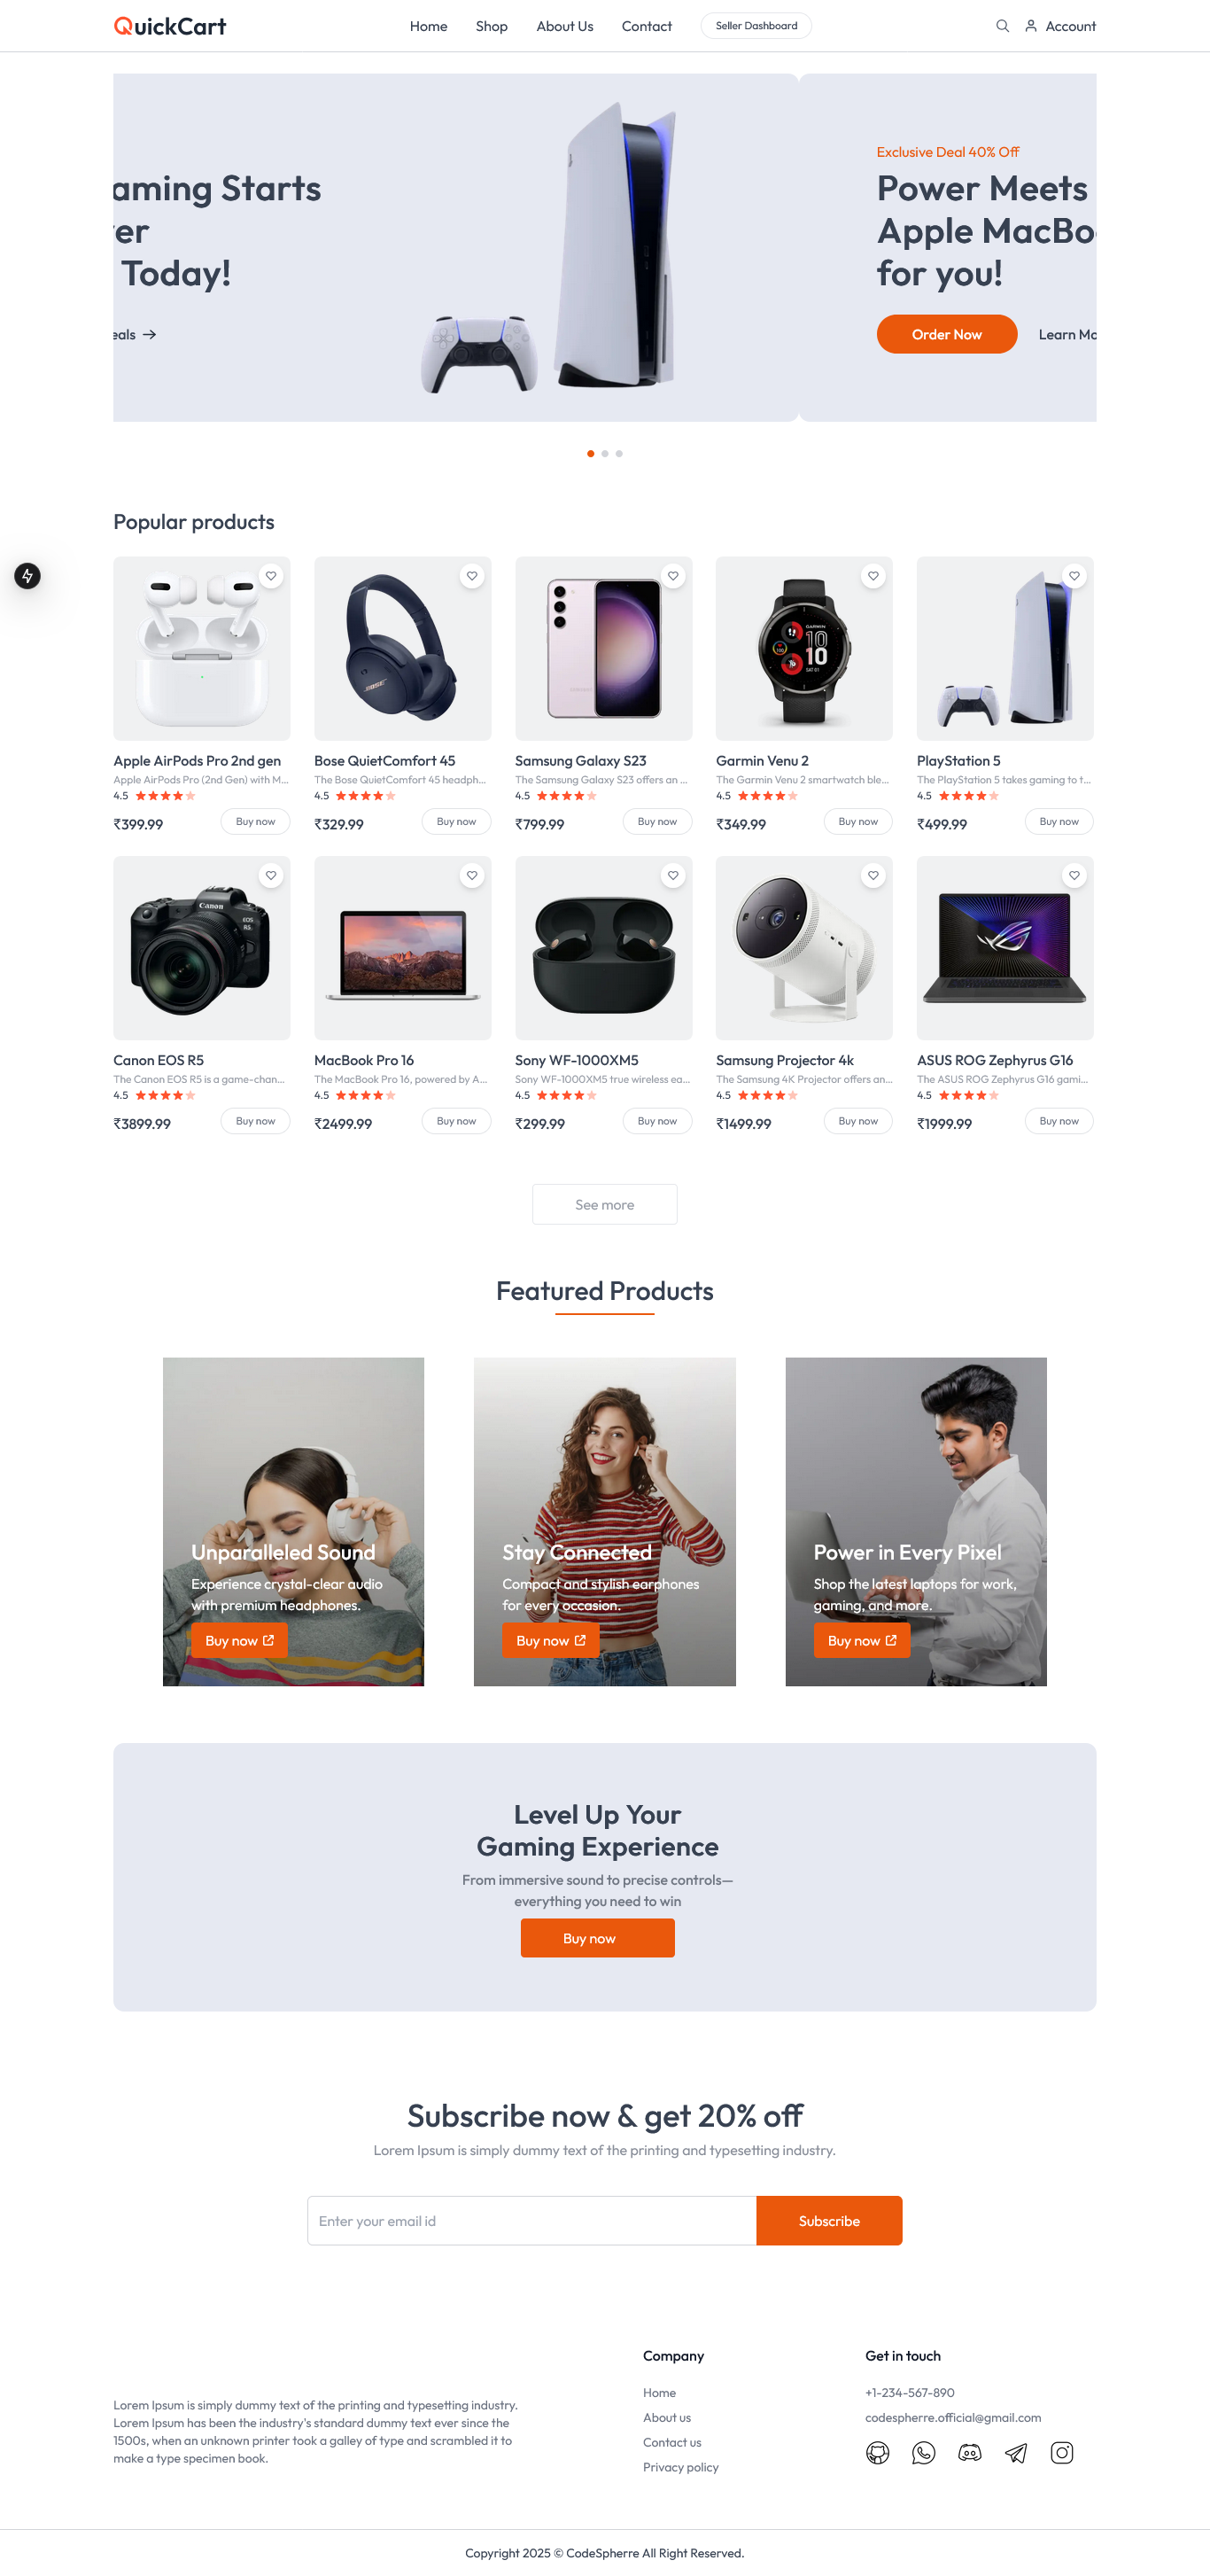 QuickCart
Home
Shop
About Us
Contact
Seller Dashboard
Account
aming Starts
er
Today!
eals
Exclusive Deal 40% Off
Power Meets
Apple MacBoo
for you!
Order Now
Learn Mo
Popular products
BOSE
GARMIN
10
10
100
SAT 01
Apple AirPods Pro 2nd gen
Apple AirPods Pro (2nd Gen) with M...
4.5
₹399.99
Buy now
Bose QuietComfort 45
The Bose QuietComfort 45 headph...
4.5
₹329.99
Buy now
Samsung Galaxy S23
The Samsung Galaxy S23 offers an ...
4.5
₹799.99
Buy now
Garmin Venu 2
The Garmin Venu 2 smartwatch ble...
4.5
₹349.99
Buy now
PlayStation 5
The PlayStation 5 takes gaming to t...
4.5
₹499.99
Buy now
Canon
EOS
R5
Canon EOS R5
The Canon EOS R5 is a game-chan...
4.5
₹3899.99
Buy now
MacBook Pro 16
The MacBook Pro 16, powered by A...
4.5
₹2499.99
Buy now
Sony WF-1000XM5
Sony WF-1000XM5 true wireless ea...
4.5
₹299.99
Buy now
Samsung Projector 4k
The Samsung 4K Projector offers an...
4.5
₹1499.99
Buy now
ASUS ROG Zephyrus G16
The ASUS ROG Zephyrus G16 gami...
4.5
₹1999.99
Buy now
See more
Featured Products
Unparalleled Sound
Experience crystal-clear audio
with premium headphones.
Buy now
Stay Connected
Compact and stylish earphones
for every occasion.
Buy now
Power in Every Pixel
Shop the latest laptops for work,
gaming, and more.
Buy now
Level Up Your
Gaming Experience
From immersive sound to precise controls—
everything you need to win
Buy now
Subscribe now & get 20% off
Lorem Ipsum is simply dummy text of the printing and typesetting industry.
Enter your email id
Subscribe
Lorem Ipsum is simply dummy text of the printing and typesetting industry.
Lorem Ipsum has been the industry's standard dummy text ever since the
1500s, when an unknown printer took a galley of type and scrambled it to
make a type specimen book.
Company
Home
About us
Contact us
Privacy policy
Get in touch
+1-234-567-890
codespherre.official@gmail.com
Copyright 2025 © CodeSpherre All Right Reserved.